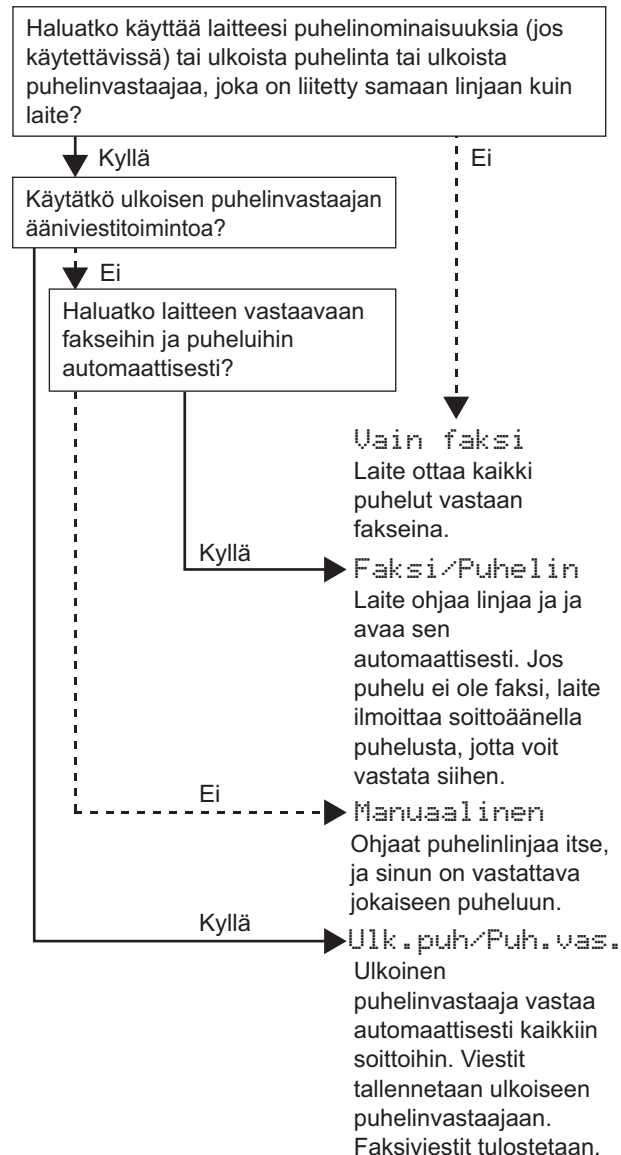 Haluatko käyttää laitteesi puhelinominaisuuksia (jos
käytettävissä) tai ulkoista puhelinta tai ulkoista
puhelinvastaajaa, joka on liitetty samaan linjaan kuin
laite?
Kyllä
Ei
Käytätkö ulkoisen puhelinvastaajan
ääniviestitoimintoa?
Ei
Haluatko laitteen vastaavaan
fakseihin ja puheluihin
automaattisesti?
Vain faksi
Laite ottaa kaikki
puhelut vastaan
fakseina.
Kyllä
Faksi/Puhelin
Laite ohjaa linjaa ja ja
avaa sen
automaattisesti. Jos
puhelu ei ole faksi, laite
ilmoittaa soittoäänella
puhelusta, jotta voit
vastata siihen.
Ei
Manuaalinen
Ohjaat puhelinlinjaa itse,
ja sinun on vastattava
jokaiseen puheluun.
Kyllä
Ulk.puh/Puh.vas.
Ulkoinen
puhelinvastaaja vastaa
automaattisesti kaikkiin
soittoihin. Viestit
tallennetaan ulkoiseen
puhelinvastaajaan.
Faksiviestit tulostetaan.